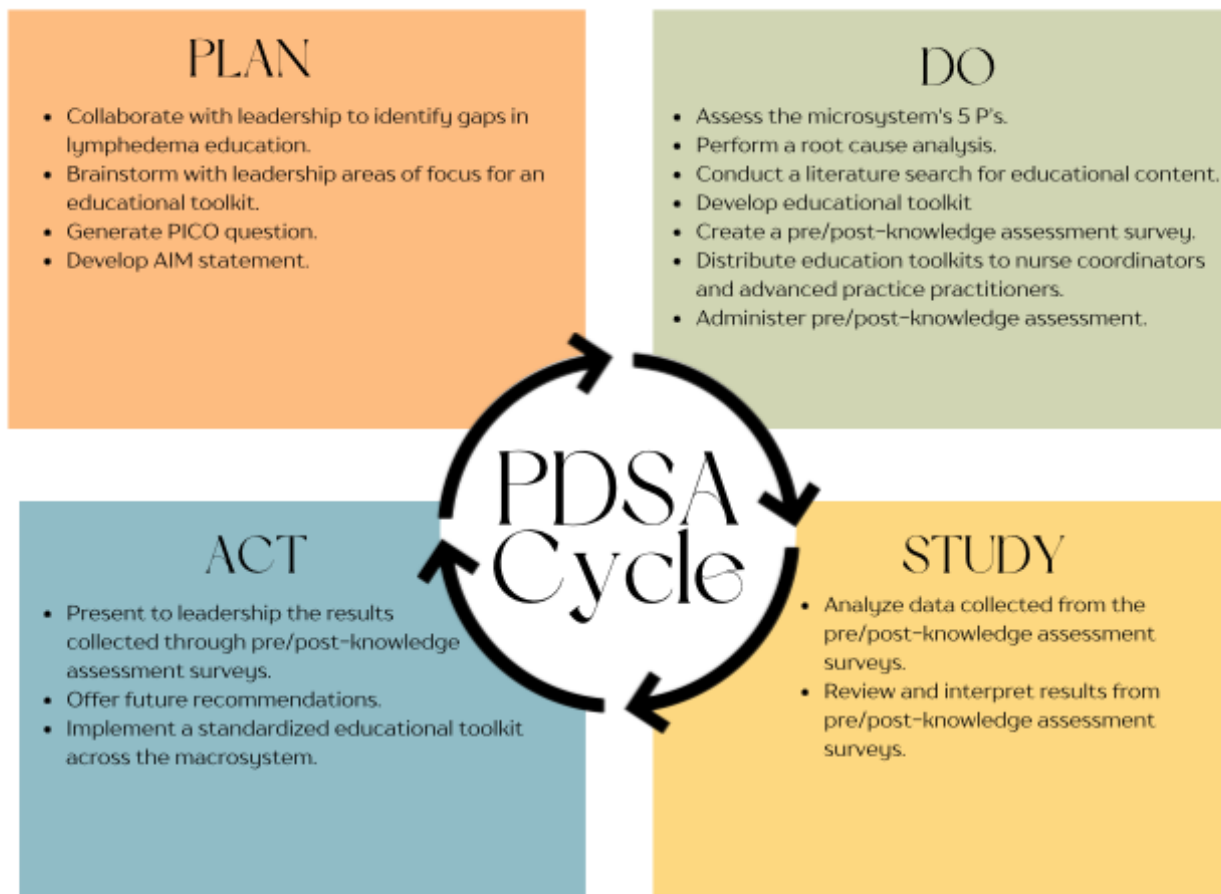 PLAN
• Collaborate with leadership to identify gaps in
lymphedema education.
• Brainstorm with leadership areas of focus for an
educational toolkit.
• Generate PICO question.
• Develop AIM statement.
DO
• Assess the microsystem's 5 P's.
• Perform a root cause analysis.
• Conduct a literature search for educational content.
• Develop educational toolkit
• Create a pre/post-knowledge assessment survey.
• Distribute education toolkits to nurse coordinators
and advanced practice practitioners.
• Administer pre/post-knowledge assessment.
PDSA
Cycle
ACT
• Present to leadership the results
collected through pre/post-knowledge
assessment surveys.
• Offer future recommendations.
• Implement a standardized educational toolkit
across the macrosystem.
STUDY
• Analyze data collected from the
pre/post-knowledge assessment
surveys.
• Review and interpret results from
pre/post-knowledge assessment
surveys.